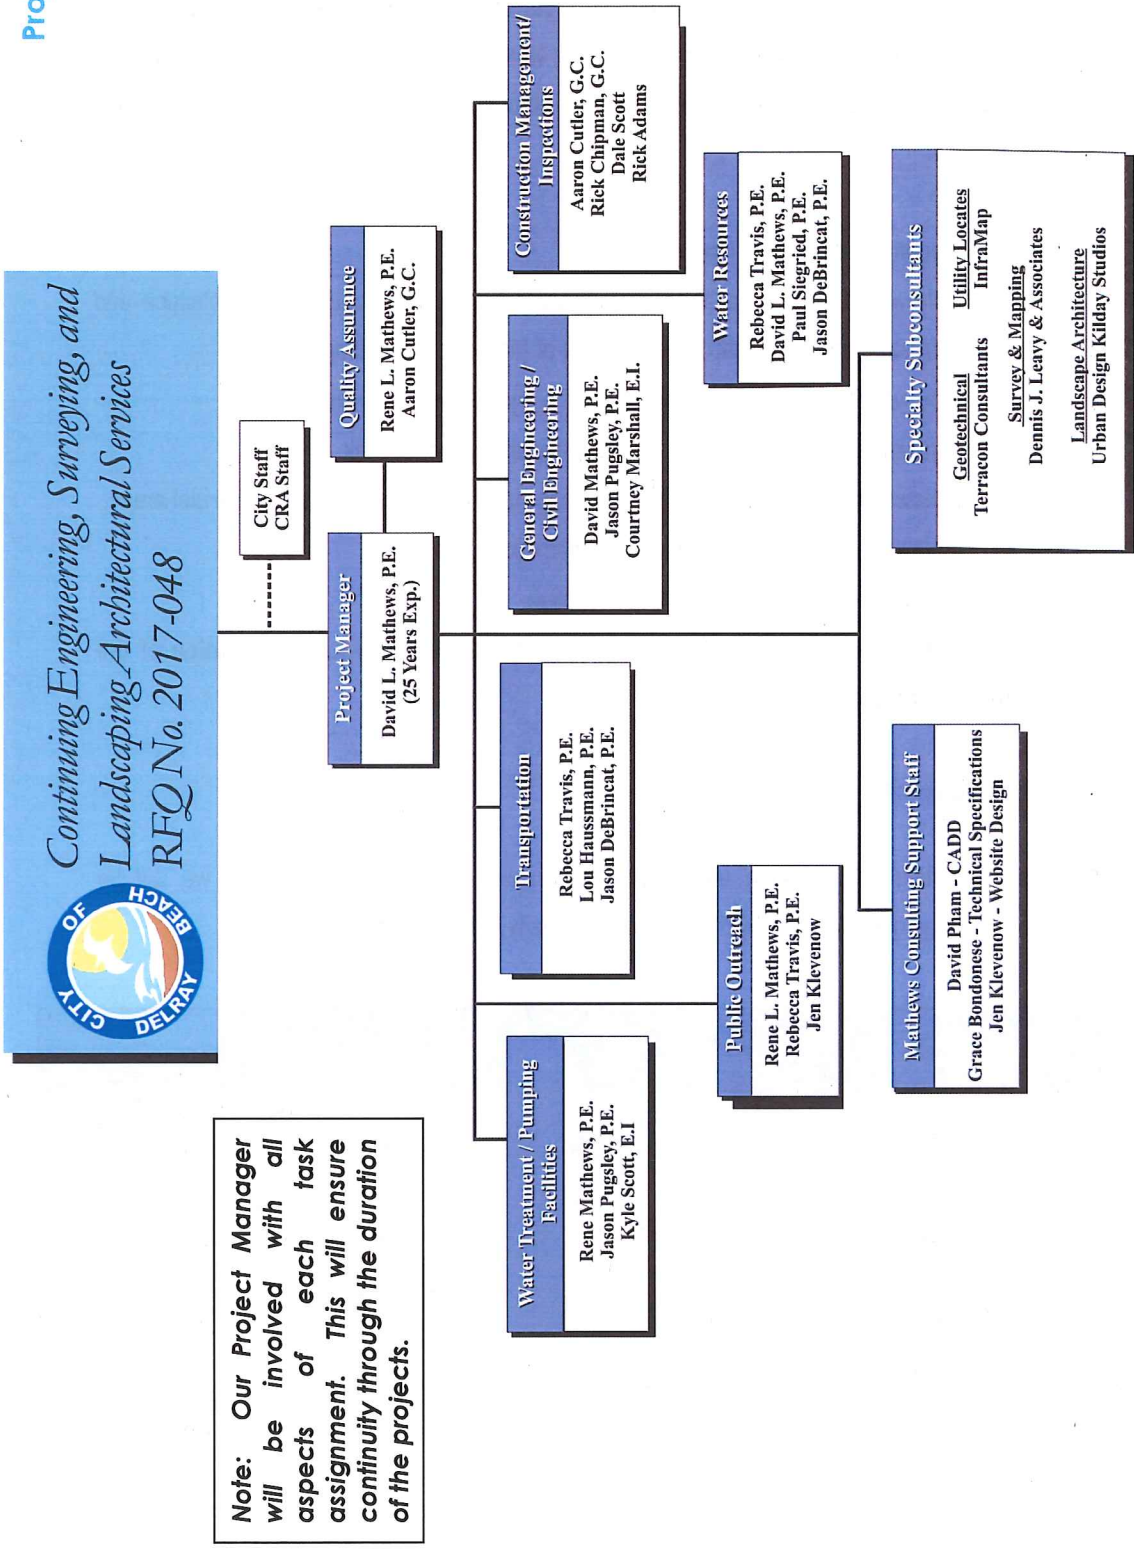 Pro
Continuing Engineering, Surveying, and
Landscaping Architectural Services
RFQ No. 2017-048
CITY OF
DELRAY BEACH
Note: Our Project Manager
will be involved with all
aspects of each task
assignment. This will ensure
continuity through the duration
of the projects.
City Staff
CRA Staff
Project Manager
David L. Mathews, P.E.
(25 Years Exp.)
Quality Assurance
Rene L. Mathews, P.E.
Aaron Cutler, G.C.
Water Treatment / Pumping
Facilities
Rene Mathews, P.E.
Jason Pugsley, P.E.
Kyle Scott, E.I
Transportation
Rebecca Travis, P.E.
Lou Haussmann, P.E.
Jason DeBrincat, P.E.
General Engineering /
Civil Engineering
David Mathews, P.E.
Jason Pugsley, P.E.
Courtney Marshall, E.I.
Construction Management/
Inspections
Aaron Cutler, G.C.
Rick Chipman, G.C.
Dale Scott
Rick Adams
Public Outreach
Rene L. Mathews, P.E.
Rebecca Travis, P.E.
Jen Klevenow
Water Resources
Rebecca Travis, P.E.
David L. Mathews, P.E.
Paul Siegried, P.E.
Jason DeBrincat, P.E.
Mathews Consulting Support Staff
David Pham - CADD
Grace Bondonese - Technical Specifications
Jen Klevenow - Website Design
Specialty Subconsultants
Geotechnical
Terracon Consultants
Utility Locates
InfraMap
Survey & Mapping
Dennis J. Leavy & Associates
Landscape Architecture
Urban Design Kilday Studios